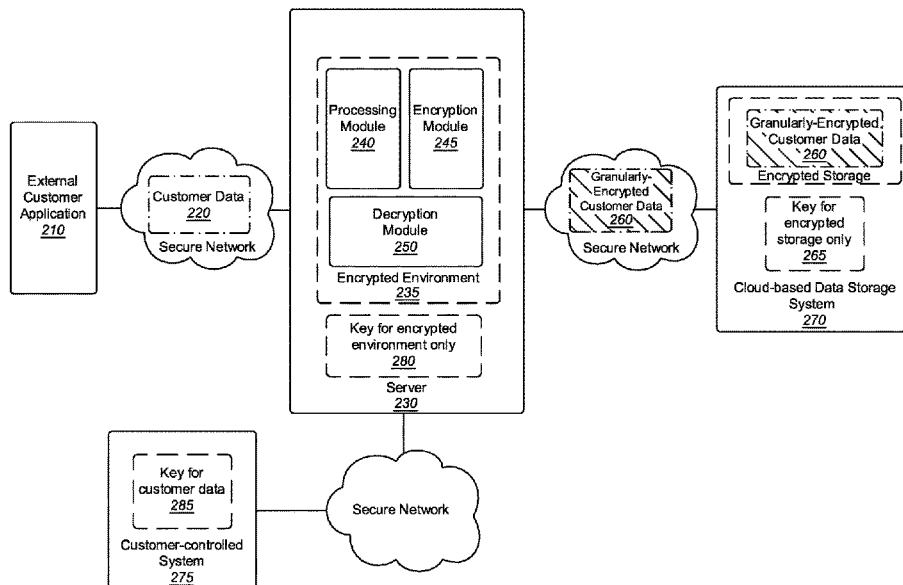 External
Customer
Application
210
Customer Data
220
Secure Network
Processing
Module
240
Encryption
Module
245
Decryption
Module
250
Encrypted Environment
235
Key for encrypted
environment only
280
Server
230
Granularly-
Encrypted
Customer Data
260
Secure Network
Granularly-Encrypted
Customer Data
260
Encrypted Storage
Key for
encrypted
storage only
265
Cloud-based Data Storage
System
270
Key for
customer data
285
Customer-controlled
System
275
Secure Network